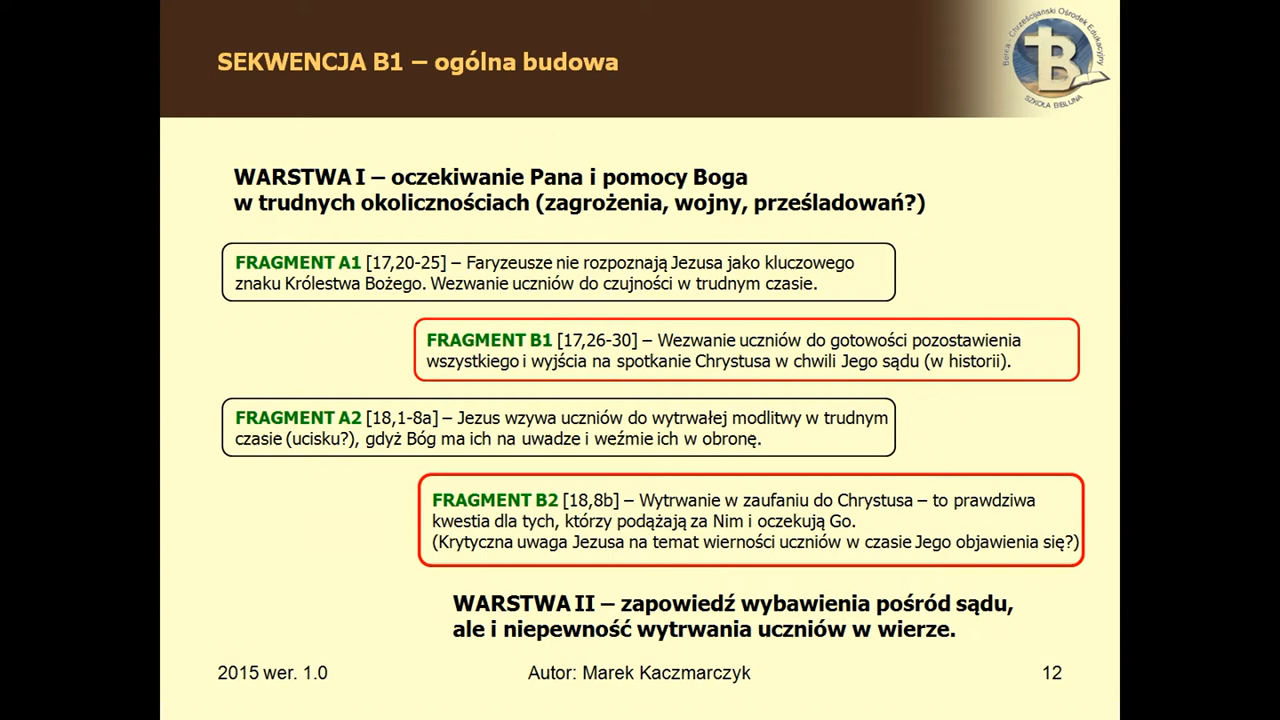 SEKWENCJA B1 – ogólna budowa
Berea - Chrześcijański Ośrodek Edukacyjny
SZKOŁA BIBLIJNA
WARSTWA I – oczekiwanie Pana i pomocy Boga
w trudnych okolicznościach (zagrożenia, wojny, prześladowań?)
FRAGMENT A1 [17,20-25] – Faryzeusze nie rozpoznają Jezusa jako kluczowego
znaku Królestwa Bożego. Wezwanie uczniów do czujności w trudnym czasie.
FRAGMENT B1 [17,26-30] – Wezwanie uczniów do gotowości pozostawienia
wszystkiego i wyjścia na spotkanie Chrystusa w chwili Jego sądu (w historii).
FRAGMENT A2 [18,1-8a] – Jezus wzywa uczniów do wytrwałej modlitwy w trudnym
czasie (ucisku?), gdyż Bóg ma ich na uwadze i weźmie ich w obronę.
FRAGMENT B2 [18,8b] – Wytrwanie w zaufaniu do Chrystusa – to prawdziwa
kwestia dla tych, którzy podążają za Nim i oczekują Go.
(Krytyczna uwaga Jezusa na temat wierności uczniów w czasie Jego objawienia się?)
WARSTWA II – zapowiedź wybawienia pośród sądu,
ale i niepewność wytrwania uczniów w wierze.
2015 wer. 1.0
Autor: Marek Kaczmarczyk
12